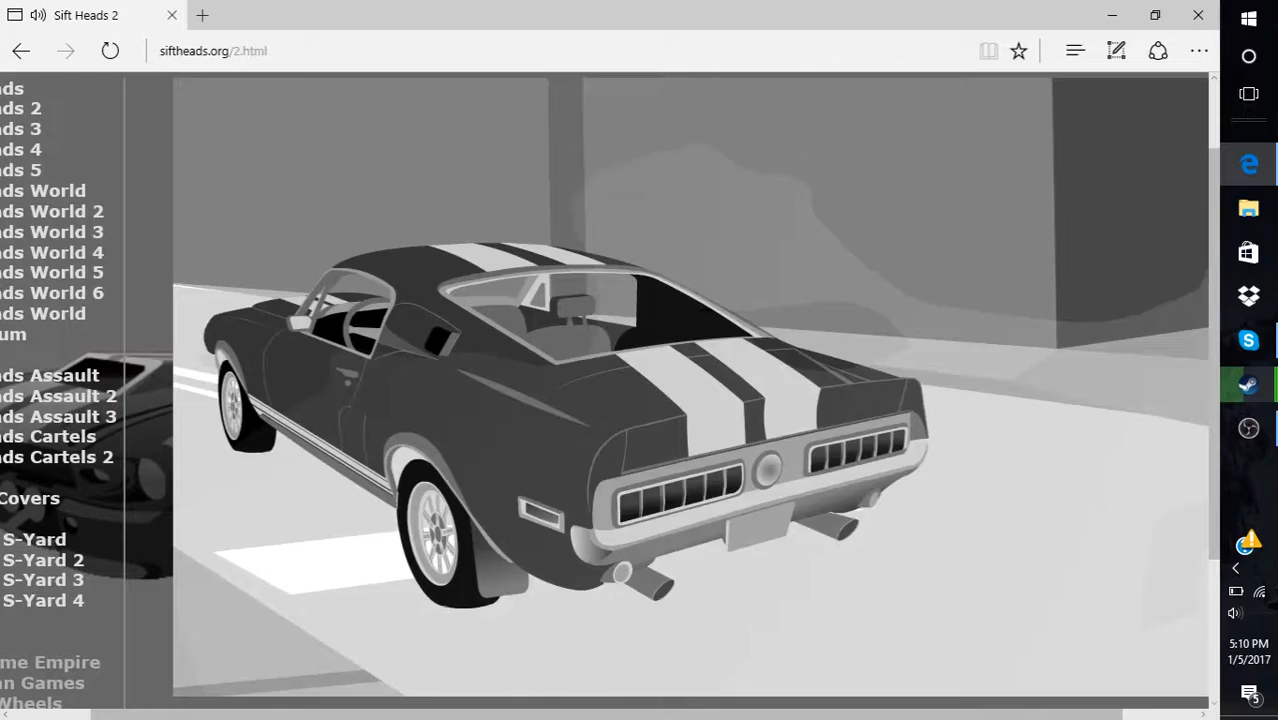 Sift Heads 2
siftheads.org/2.html
ads
ads 2
ads 3
ads 4
ads 5
ads World
ads World 2
ads World 3
ads World 4
ads World 5
ads World 6
ads World
um
ads Assault
ads Assault 2
ads Assault 3
ads Cartels
ads Cartels 2
Covers
S-Yard
S-Yard 2
S-Yard 3
S-Yard 4
me Empire
an Games
Wheels
5:10 PM
1/5/2017
5